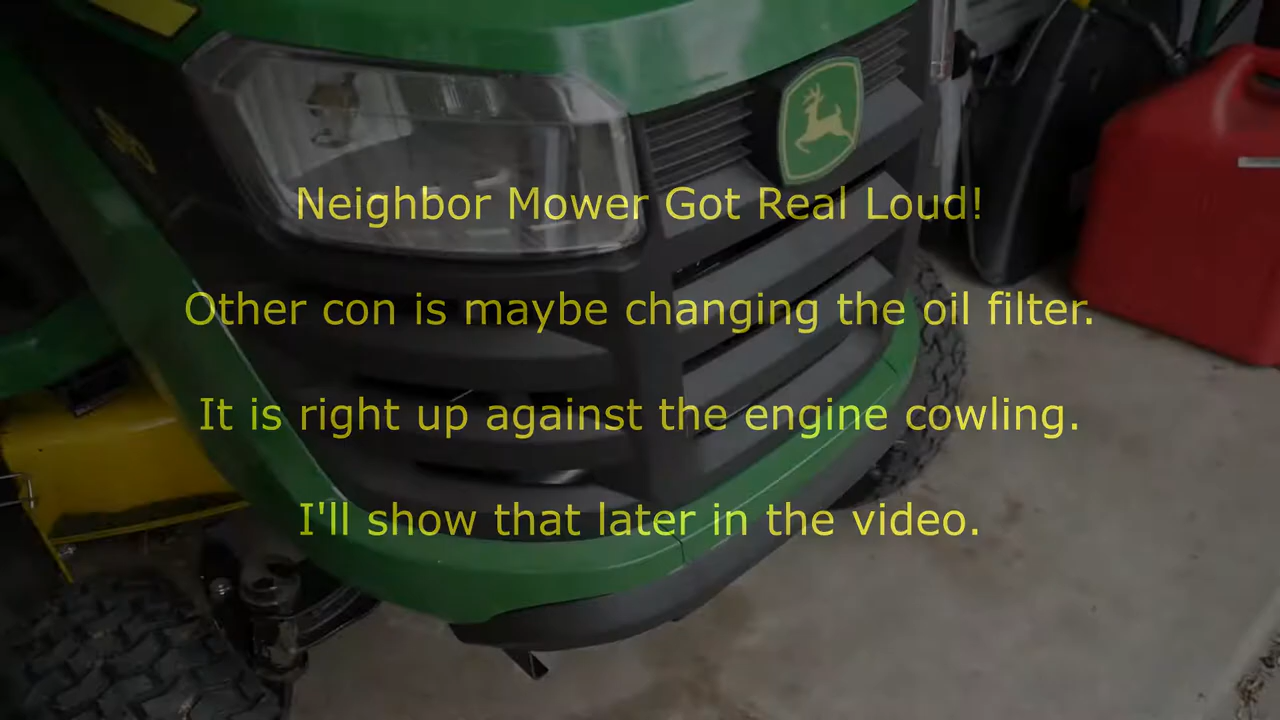 Neighbor Mower Got Real Loud!
Other con is maybe changing the oil filter.
It is right up against the engine cowling.
I'll show that later in the video.